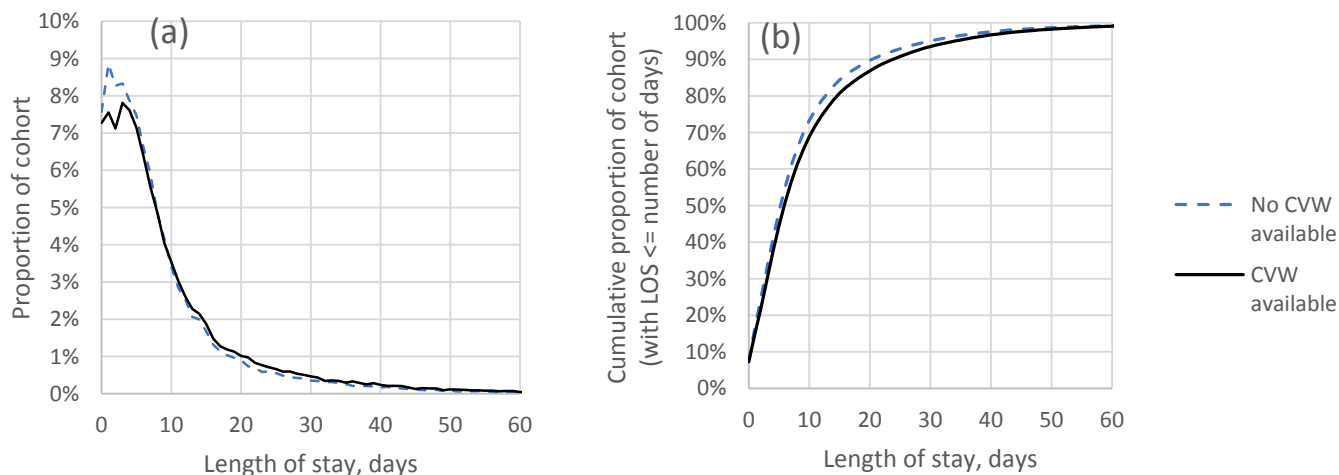 (a)
Proportion of cohort
10%
9%
8%
7%
6%
5%
4%
3%
2%
1%
0%
0 10 20 30 40 50 60
Length of stay, days
(b)
Cumulative proportion of cohort
(with LOS <= number of days)
100%
90%
80%
70%
60%
50%
40%
30%
20%
10%
0%
0 10 20 30 40 50 60
Length of stay, days
No CVW
available
CVW
available